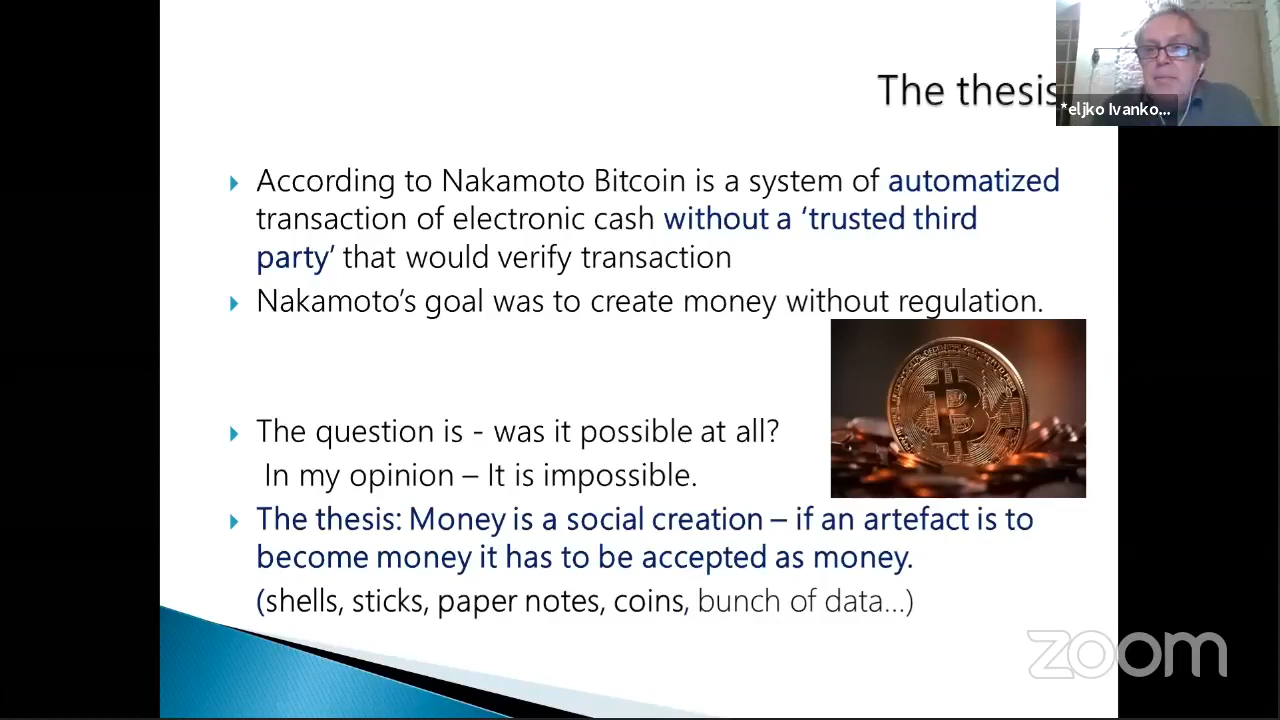 The thesis
*eljko Ivanko...
According to Nakamoto Bitcoin is a system of automatized
transaction of electronic cash without a ‘trusted third
party’ that would verify transaction
Nakamoto’s goal was to create money without regulation.
The question is - was it possible at all?
In my opinion – It is impossible.
The thesis: Money is a social creation – if an artefact is to
become money it has to be accepted as money.
(shells, sticks, paper notes, coins, bunch of data...)
zoom